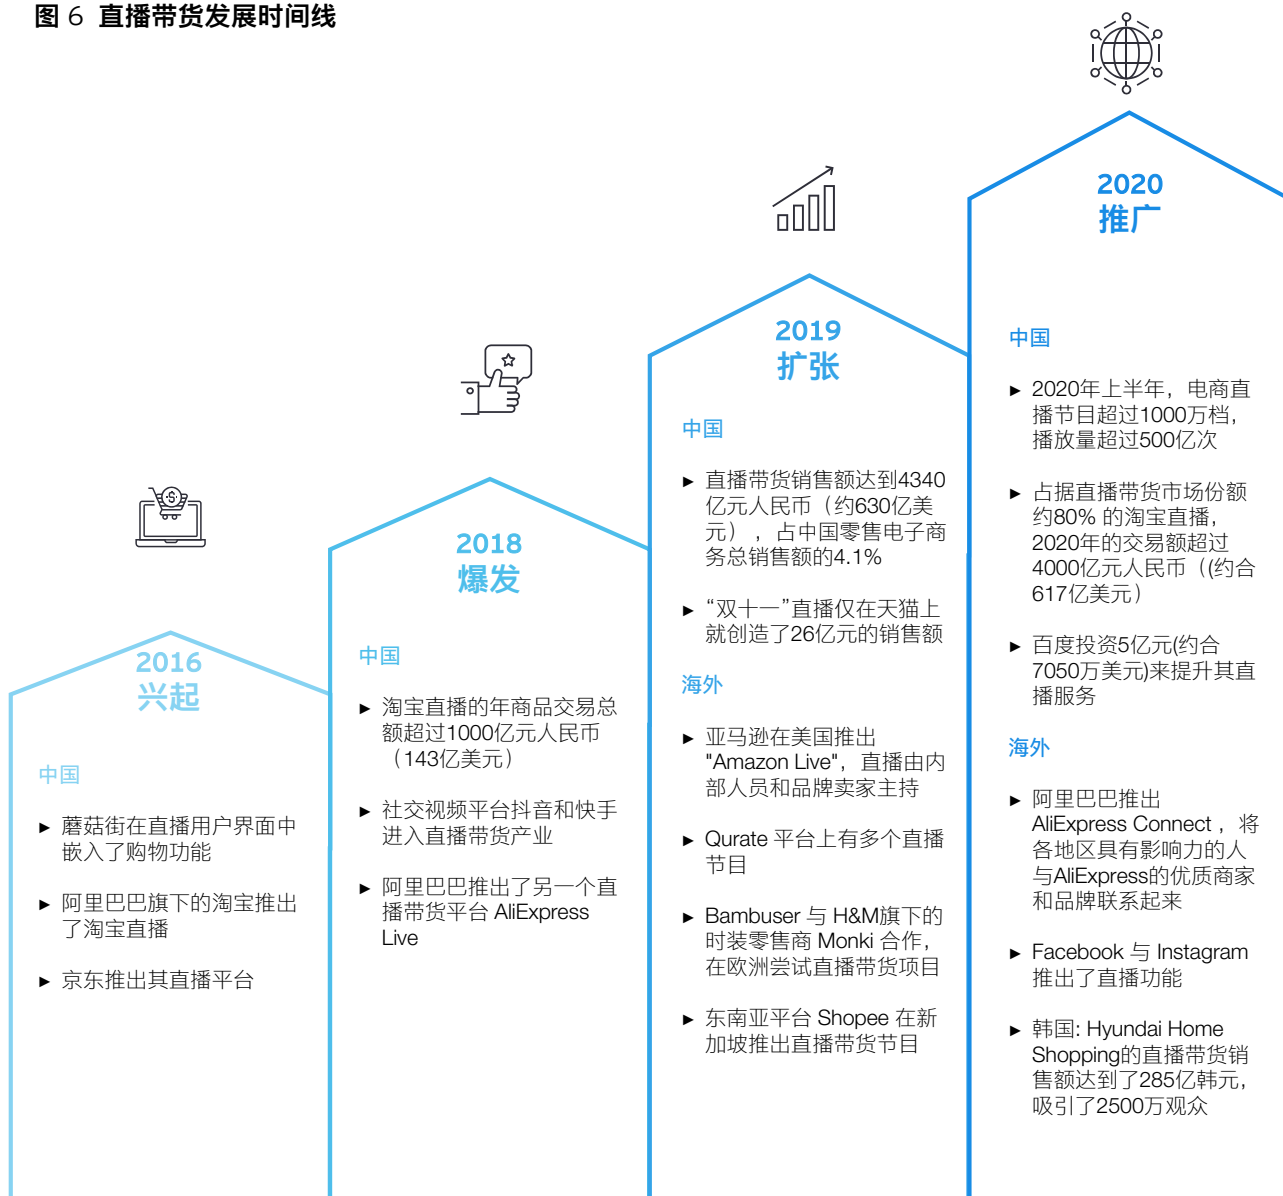 图 6 直播带货发展时间线
2016
兴起
中国
► 蘑菇街在直播用户界面中
嵌入了购物功能
► 阿里巴巴旗下的淘宝推出
了淘宝直播
► 京东推出其直播平台
2018
爆发
中国
► 淘宝直播的年商品交易总
额超过1000亿元人民币
（143亿美元）
► 社交视频平台抖音和快手
进入直播带货产业
► 阿里巴巴推出了另一个直
播带货平台 AliExpress
Live
2019
扩张
中国
► 直播带货销售额达到4340
亿元人民币（约630亿美
元），占中国零售电子商
务总销售额的4.1%
► “双十一”直播仅在天猫上
就创造了26亿元的销售额
海外
► 亚马逊在美国推出
"Amazon Live"，直播由内
部人员和品牌卖家主持
► Qurate 平台上有多个直播
节目
► Bambuser 与 H&M旗下的
时装零售商 Monki 合作，
在欧洲尝试直播带货项目
► 东南亚平台 Shopee 在新
加坡推出直播带货节目
2020
推广
中国
► 2020年上半年，电商直
播节目超过1000万档，
播放量超过500亿次
► 占据直播带货市场份额
约80% 的淘宝直播，
2020年的交易额超过
4000亿元人民币（(约合
617亿美元）
► 百度投资5亿元(约合
7050万美元)来提升其直
播服务
海外
► 阿里巴巴推出
AliExpress Connect ，将
各地区具有影响力的人
与AliExpress的优质商家
和品牌联系起来
► Facebook 与 Instagram
推出了直播功能
► 韩国: Hyundai Home
Shopping的直播带货销
售额达到了285亿韩元，
吸引了2500万观众